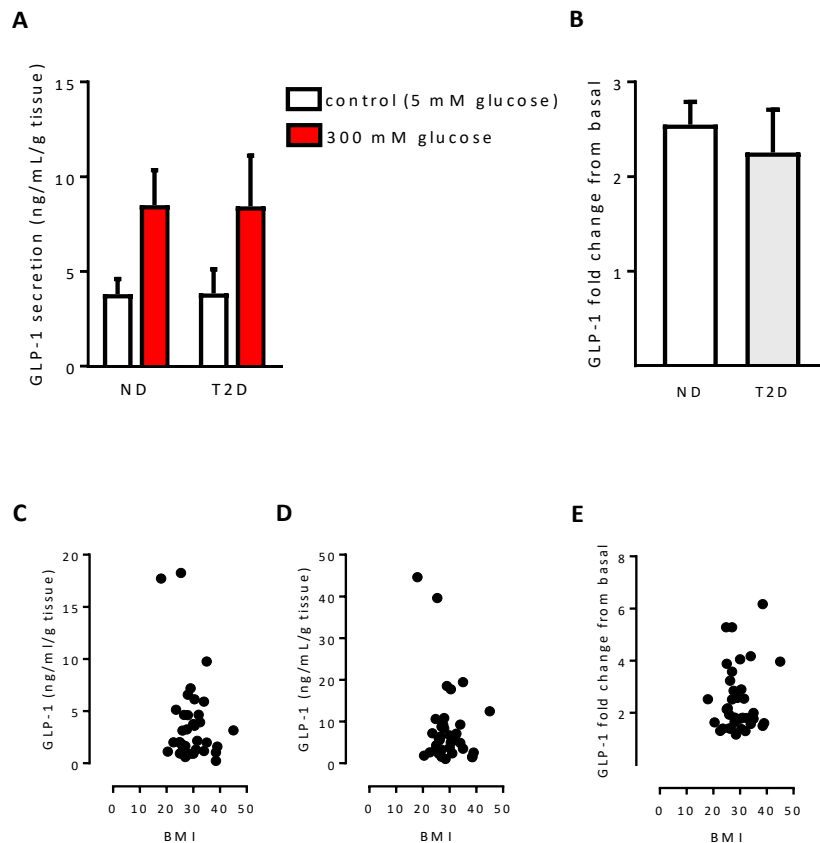 A
GLP-1 secretion (ng/mL/g tissue)
15
10
5
0
ND
T2D
control (5 mM glucose)
300 mM glucose
B
GLP-1 fold change from basal
3
2
1
ND
T2D
C
GLP-1 (ng/ml/g tissue)
20
15
10
5
0
0 10 20 30 40 50
BMI
D
GLP-1 (ng/mL/g tissue)
50
40
30
20
10
0
0 10 20 30 40 50
BMI
E
GLP-1 fold change from basal
8
6
4
2
0 10 20 30 40 50
BMI